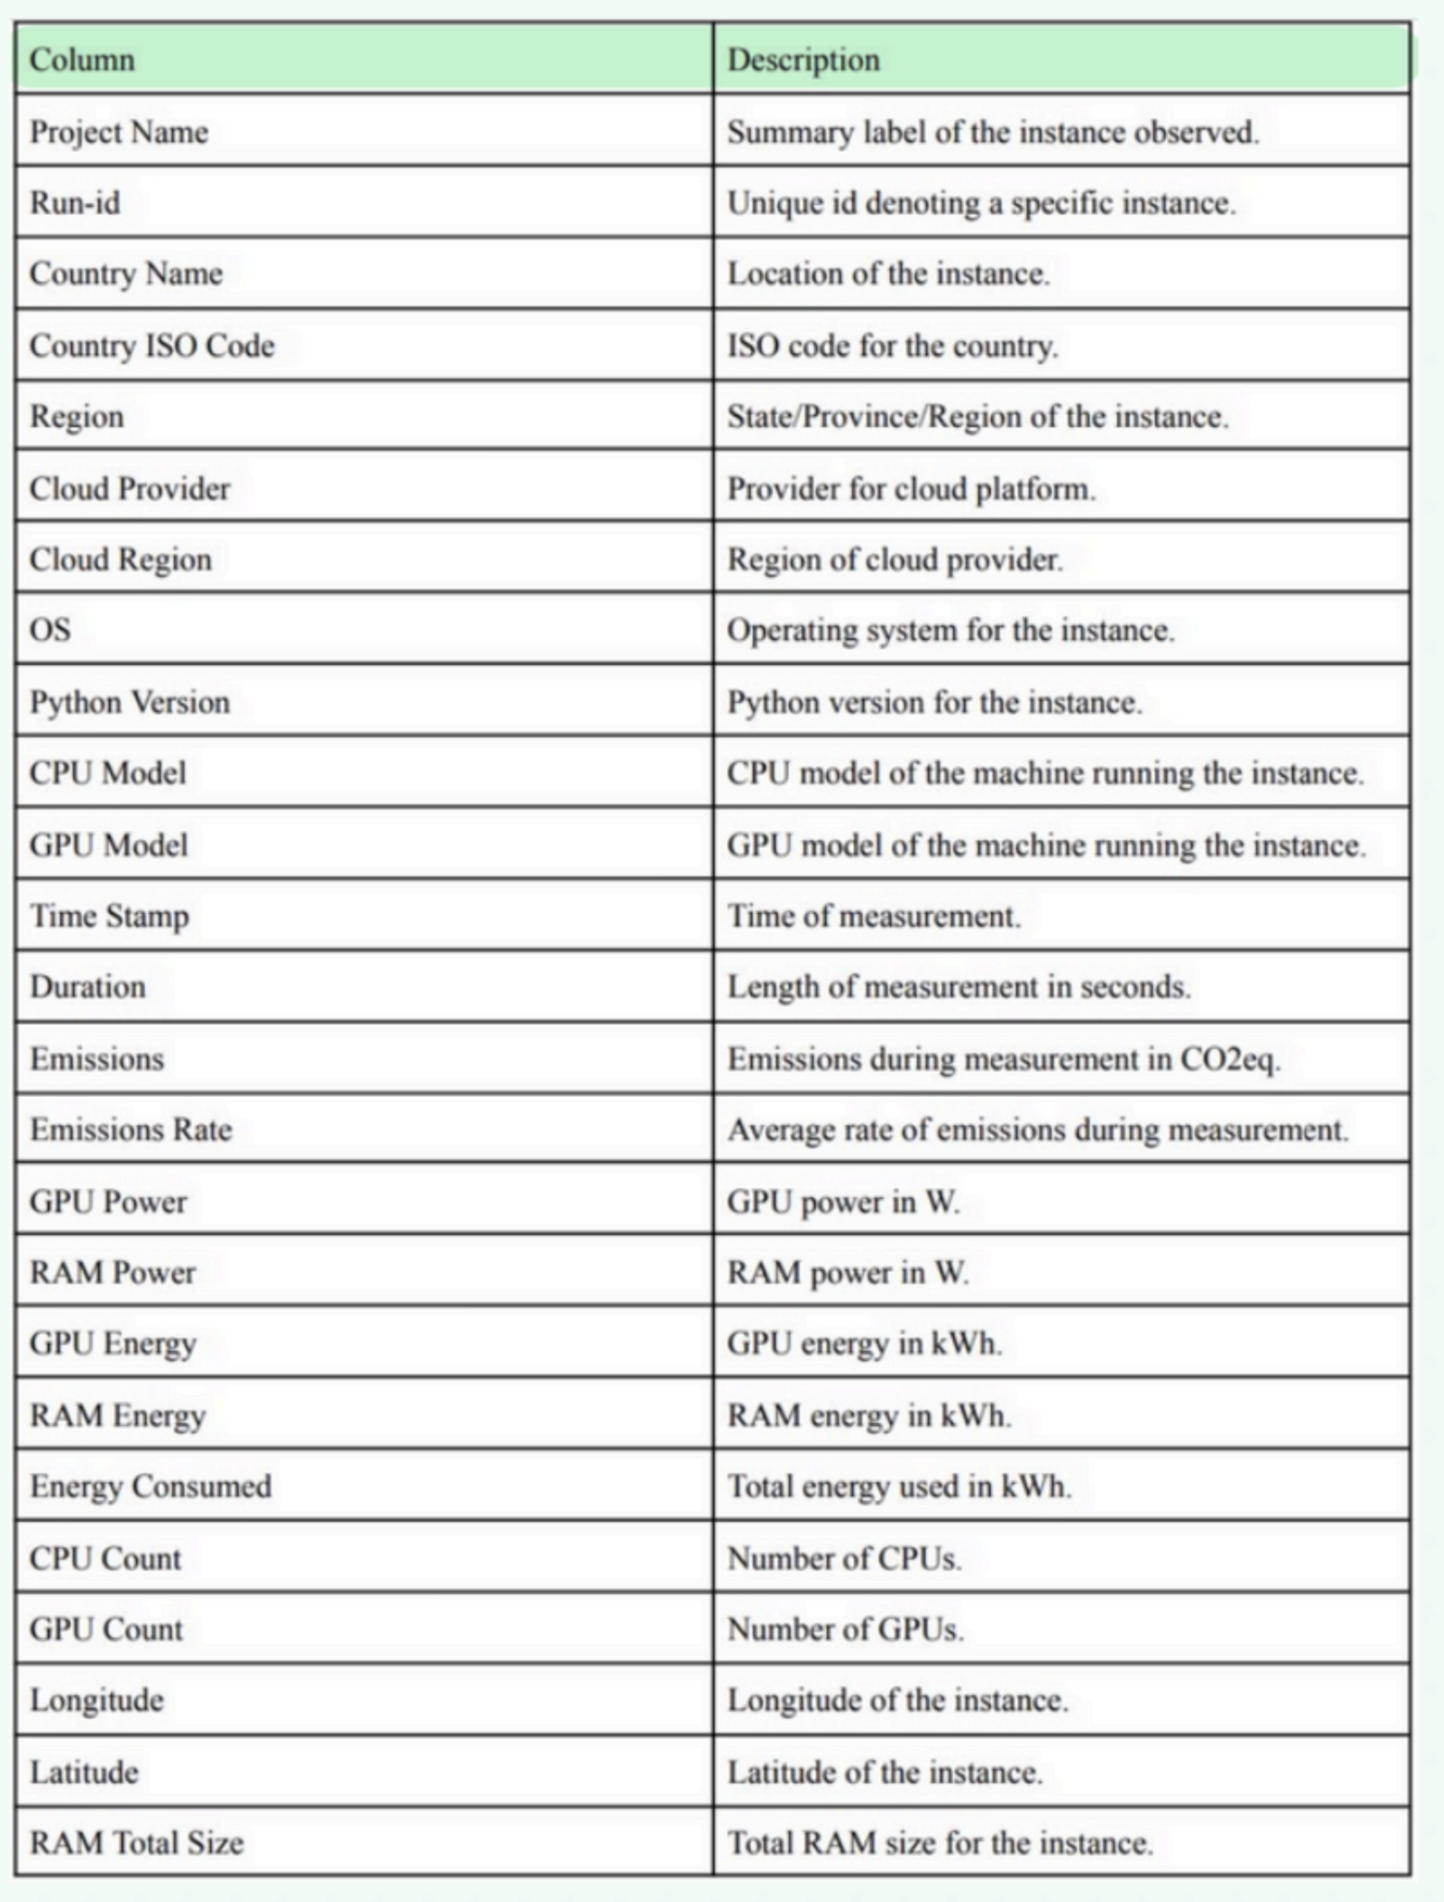 Column Description
Project Name Summary label of the instance observed.
Run-id Unique id denoting a specific instance.
Country Name Location of the instance.
Country ISO Code ISO code for the country.
Region State/Province/Region of the instance.
Cloud Provider Provider for cloud platform.
Cloud Region Region of cloud provider.
OS Operating system for the instance.
Python Version Python version for the instance.
CPU Model CPU model of the machine running the instance.
GPU Model GPU model of the machine running the instance.
Time Stamp Time of measurement.
Duration Length of measurement in seconds.
Emissions Emissions during measurement in CO2eq.
Emissions Rate Average rate of emissions during measurement.
GPU Power GPU power in W.
RAM Power RAM power in W.
GPU Energy GPU energy in kWh.
RAM Energy RAM energy in kWh.
Energy Consumed Total energy used in kWh.
CPU Count Number of CPUs.
GPU Count Number of GPUs.
Longitude Longitude of the instance.
Latitude Latitude of the instance.
RAM Total Size Total RAM size for the instance.